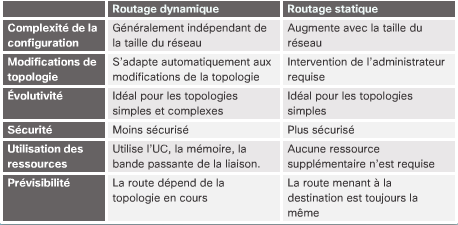 Routage dynamique Routage statique
Complexité de la configuration Généralement indépendant de la taille du réseau Augmente avec la taille du réseau
Modifications de topologie S'adapte automatiquement aux modifications de la topologie Intervention de l'administrateur requise
Évolutivité Idéal pour les topologies simples et complexes Idéal pour les topologies simples
Sécurité Moins sécurisé Plus sécurisé
Utilisation des ressources Utilise l'UC, la mémoire, la bande passante de la liaison. Aucune ressource supplémentaire n'est requise
Prévisibilité La route dépend de la topologie en cours La route menant à la destination est toujours la même